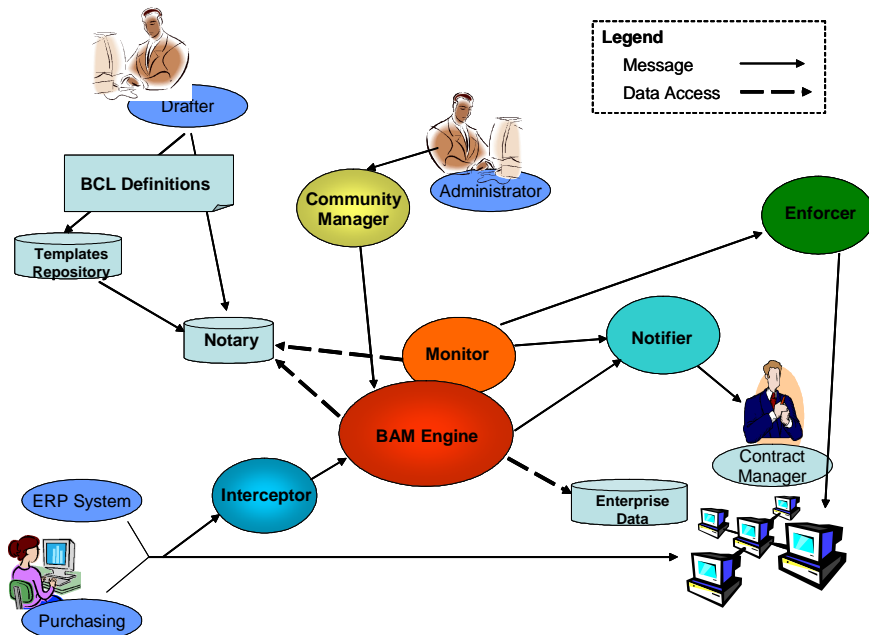 Legend
Message
Data Access
Drafter
BCL Definitions
Administrator
Community
Manager
Enforcer
Templates
Repository
Notary
Monitor
Notifier
BAM Engine
Contract
Manager
ERP System
Interceptor
Enterprise
Data
Purchasing